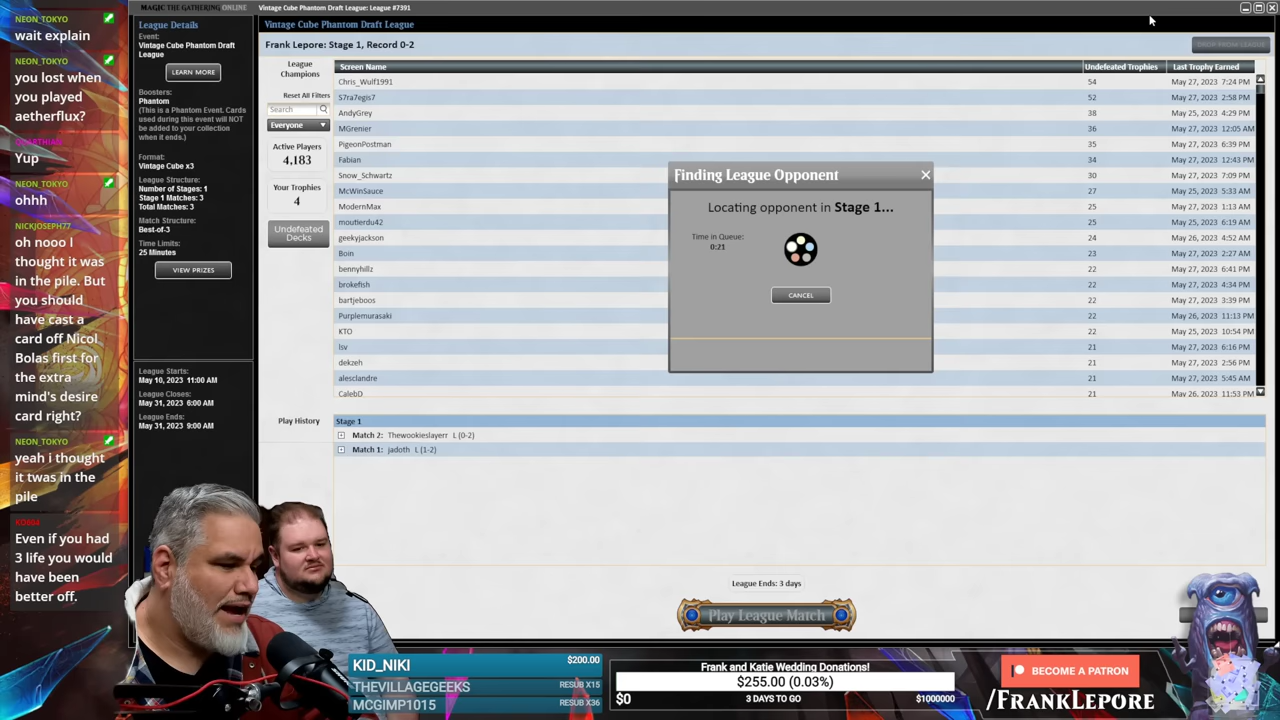 MAGIC THE GATHERING ONLINE
Vintage Cube Phantom Draft League: League #7391
NEON_TOKYO
wait explain
NEON_TOKYO
you lost when
you played
aetherflux?
Yup
NEON_TOKYO
ohhh
NICKJOSEPH77
oh nooo I
thought it was
in the pile. But
you should
have cast a
card off Nicol
Bolas first for
the extra
mind's desire
card right?
NEON_TOKYO
yeah i thought
it twas in the
pile
Even if you had
3 life you would
have been
better off.
League Details
Event:
Vintage Cube Phantom Draft
League
LEARN MORE
Boosters:
Phantom
(This is a Phantom Event. Cards
used during this event will NOT
be added to your collection
when it ends.)
Format:
Vintage Cube x3
League Structure:
Number of Stages: 1
Stage 1 Matches: 3
Total Matches: 3
Match Structure:
Best-of-3
Time Limits:
25 Minutes
VIEW PRIZES
League Starts:
May 10, 2023 11:00 AM
League Closes:
May 31, 2023 6:00 AM
League Ends:
May 31, 2023 9:00 AM
Vintage Cube Phantom Draft League
Frank Lepore: Stage 1, Record 0-2
DROP FROM LEAGUE
League
Champions
Reset All Filters
Search
Everyone
Active Players
4,183
Your Trophies
4
Undefeated
Decks
Screen Name Undefeated Trophies Last Trophy Earned
Chris_Wulf1991 54 May 27, 2023 7:24 PM
S7ra7egis7 52 May 27, 2023 2:58 PM
AndyGrey 38 May 25, 2023 4:29 PM
MGrenier 36 May 27, 2023 12:05 AM
PigeonPostman 35 May 27, 2023 6:39 PM
Fabian 34 May 27, 2023 12:43 PM
Snow_Schwartz 30 May 27, 2023 7:09 PM
McWinSauce 27 May 27, 2023 5:33 AM
ModernMax 25 May 27, 2023 1:13 AM
moutierdu42 25 May 27, 2023 6:19 AM
geekyjackson 24 May 26, 2023 4:52 AM
Boin 23 May 27, 2023 2:27 AM
bennyhillz 22 May 27, 2023 6:41 PM
brokefish 22 May 27, 2023 4:34 PM
bartjeboos 22 May 27, 2023 3:39 PM
Purplemurasaki 22 May 26, 2023 11:13 PM
KTO 22 May 25, 2023 10:54 PM
lsv 21 May 27, 2023 6:16 PM
dekzeh 21 May 27, 2023 2:56 PM
alesclandre 21 May 27, 2023 5:45 AM
CalebD 21 May 26, 2023 11:53 PM
Finding League Opponent
Locating opponent in Stage 1...
Time in Queue:
0:21
CANCEL
Play History
Stage 1
Match 2: Thewookieslayerr L (0-2)
Match 1: jadoth L (1-2)
League Ends: 3 days
Play League Match
KID_NIKI $200.00
THEVILLAGEGEEKS RESUB X15
MCGIMP1015 RESUB X36
Frank and Katie Wedding Donations!
$255.00 (0.03%)
$0 3 DAYS TO GO $1000000
BECOME A PATRON
/FRANKLEPORE